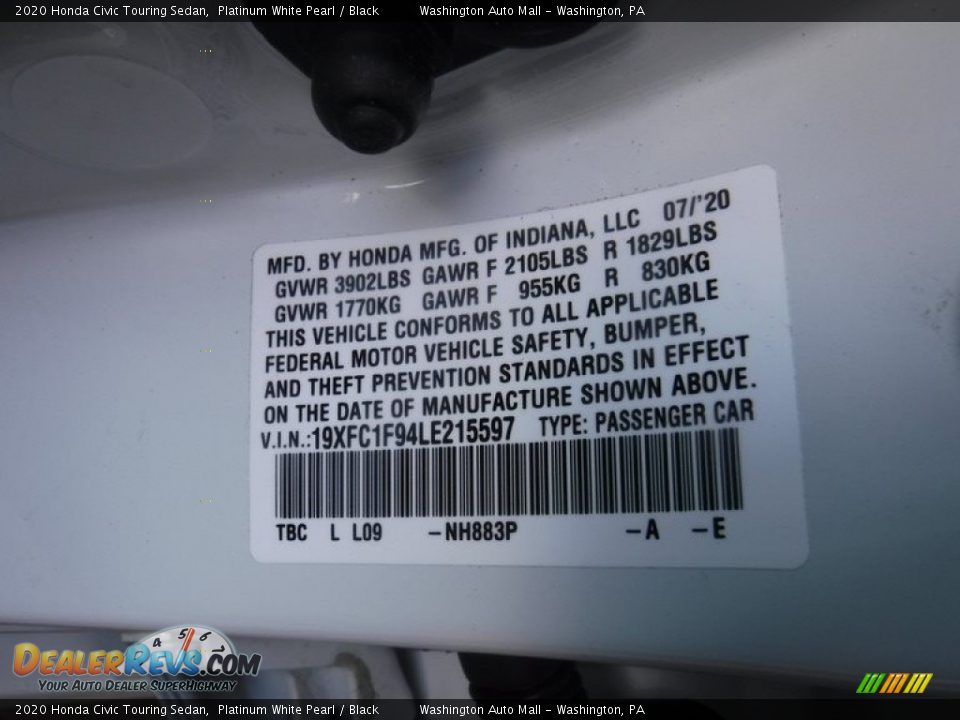 2020 Honda Civic Touring Sedan, Platinum White Pearl / Black Washington Auto Mall - Washington, PA
MFD. BY HONDA MFG. OF INDIANA, LLC 07/'20
GVWR 3902LBS GAWR F 2105LBS R 1829LBS
GVWR 1770KG GAWR F 955KG R 830KG
THIS VEHICLE CONFORMS TO ALL APPLICABLE
FEDERAL MOTOR VEHICLE SAFETY, BUMPER,
AND THEFT PREVENTION STANDARDS IN EFFECT
ON THE DATE OF MANUFACTURE SHOWN ABOVE.
V.I.N.:19XFC1F94LE215597 TYPE: PASSENGER CAR
TBC L L09 -NH883P -A -E
4 5 6 7
DEALERREVS.COM
YOUR AUTO DEALER SUPERHIGHWAY
2020 Honda Civic Touring Sedan, Platinum White Pearl / Black Washington Auto Mall - Washington, PA